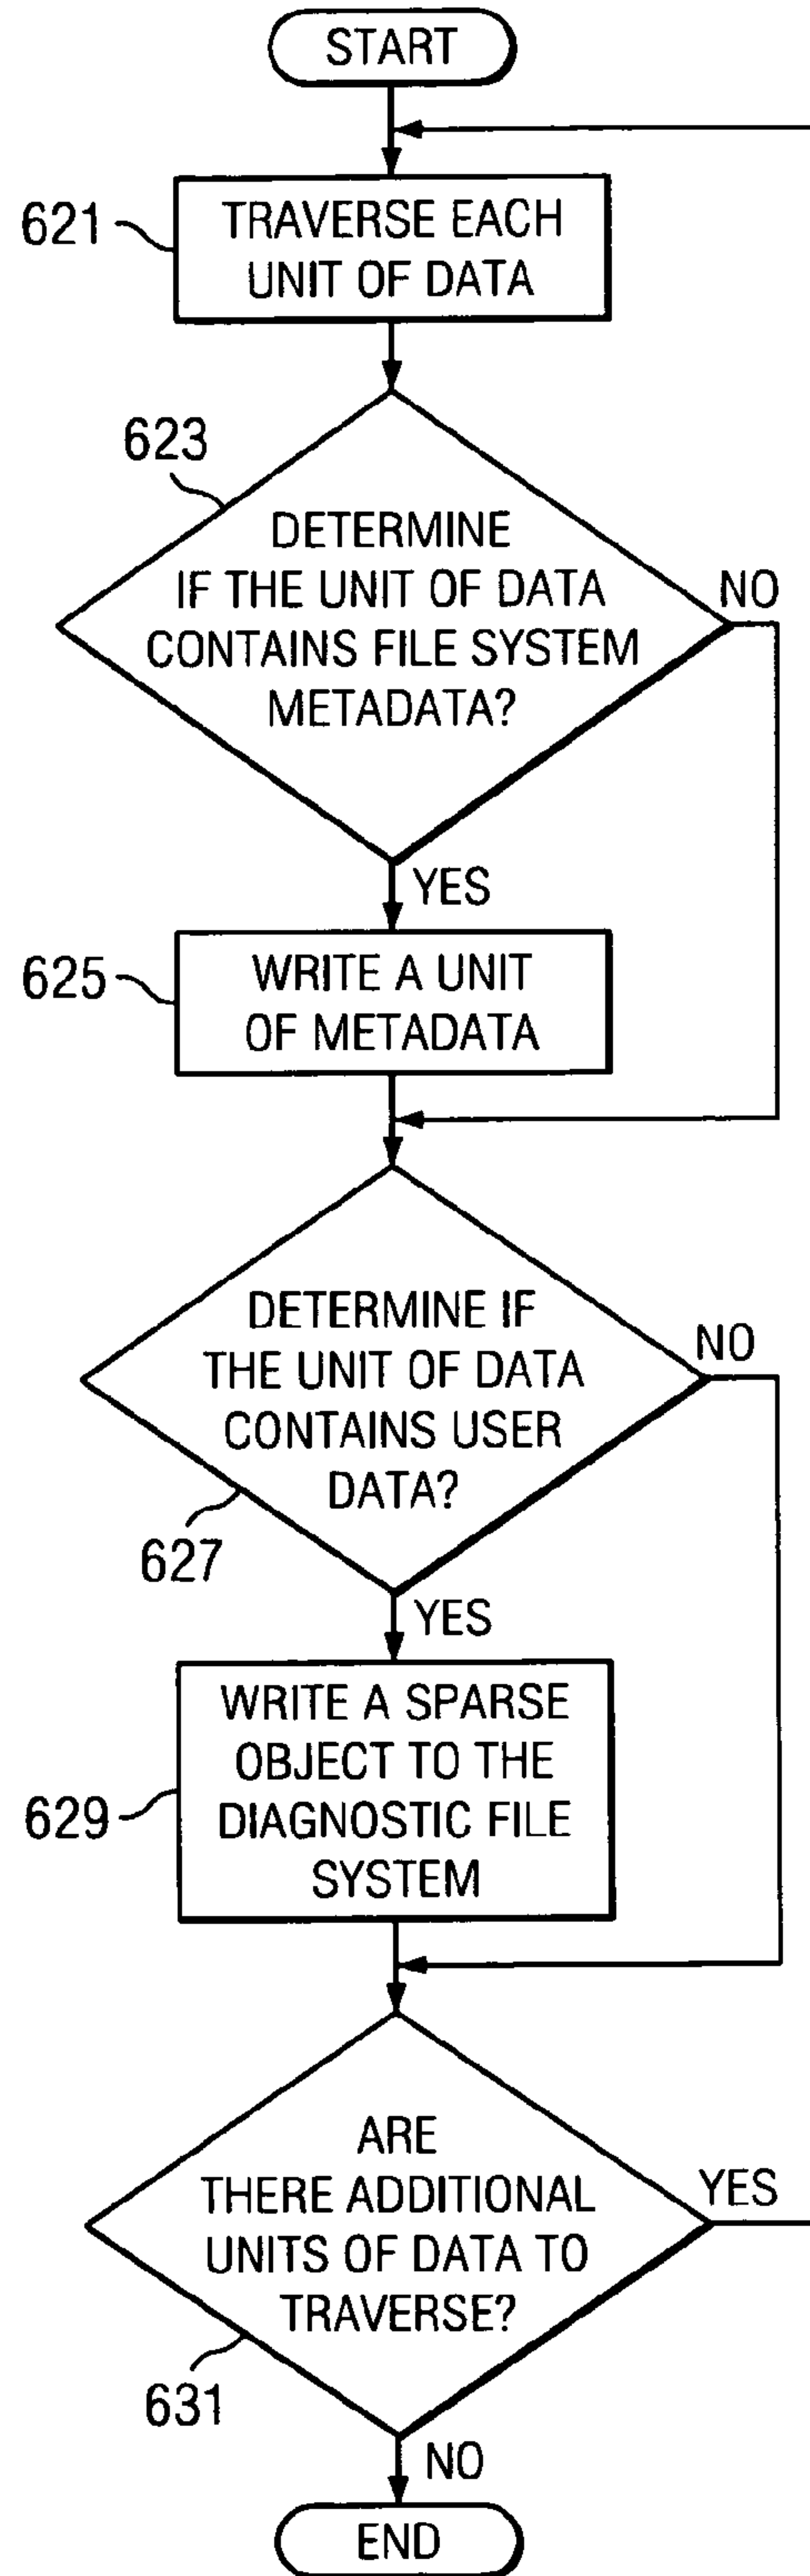 START
621
TRAVERSE EACH
UNIT OF DATA
623
DETERMINE
IF THE UNIT OF DATA
CONTAINS FILE SYSTEM
METADATA?
NO
YES
625
WRITE A UNIT
OF METADATA
DETERMINE IF
THE UNIT OF DATA
CONTAINS USER
DATA?
NO
627
YES
WRITE A SPARSE
OBJECT TO THE
DIAGNOSTIC FILE
SYSTEM
629
ARE
THERE ADDITIONAL
UNITS OF DATA TO
TRAVERSE?
YES
631
NO
END